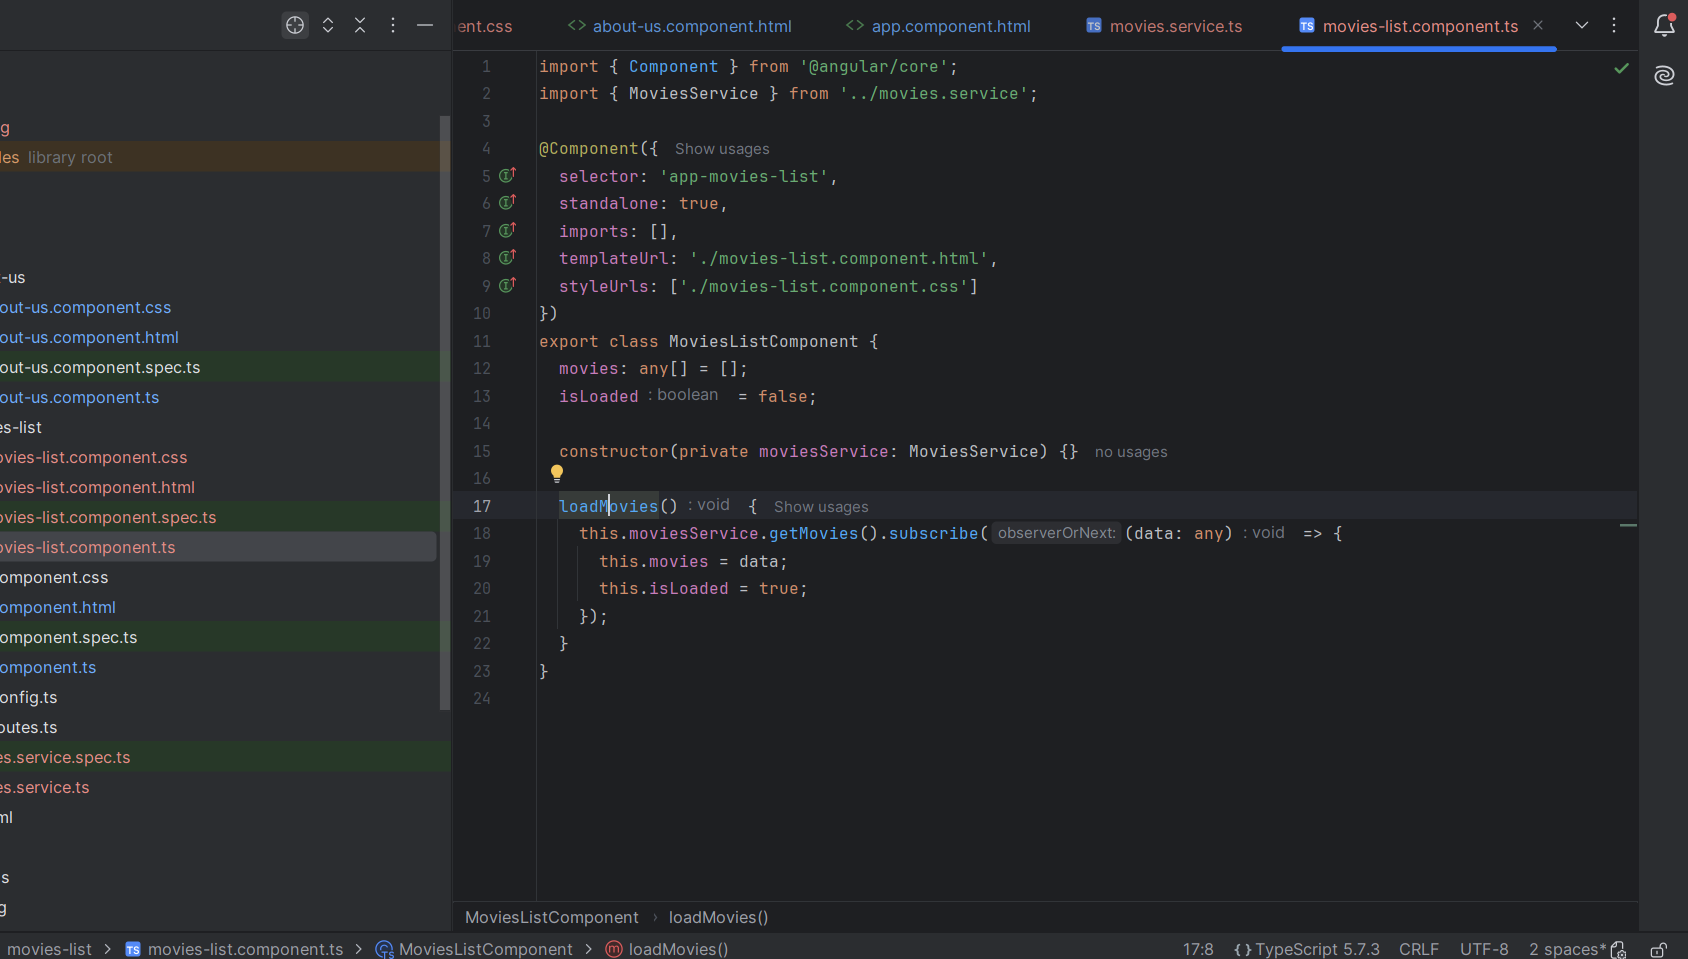 ent.css
about-us.component.html
app.component.html
TS movies.service.ts
TS movies-list.component.ts
g
les library root
-us
out-us.component.css
out-us.component.html
out-us.component.spec.ts
out-us.component.ts
es-list
ovies-list.component.css
ovies-list.component.html
ovies-list.component.spec.ts
ovies-list.component.ts
omponent.css
omponent.html
omponent.spec.ts
omponent.ts
onfig.ts
outes.ts
es.service.spec.ts
es.service.ts
ml
s
g
1 import { Component } from '@angular/core';
2 import { MoviesService } from '../movies.service';
3
4 @Component({ Show usages
5 selector: 'app-movies-list',
6 standalone: true,
7 imports: [],
8 templateUrl: './movies-list.component.html',
9 styleUrls: ['./movies-list.component.css']
10 })
11 export class MoviesListComponent {
12 movies: any[] = [];
13 isLoaded : boolean = false;
14
15 constructor(private moviesService: MoviesService) {} no usages
16
17 loadMovies() : void { Show usages
18 this.moviesService.getMovies().subscribe( observerOrNext: (data: any) : void => {
19 this.movies = data;
20 this.isLoaded = true;
21 });
22 }
23 }
24
MoviesListComponent › loadMovies()
movies-list > TS movies-list.component.ts > MoviesListComponent > m loadMovies()
17:8 {} TypeScript 5.7.3 CRLF UTF-8 2 spaces*